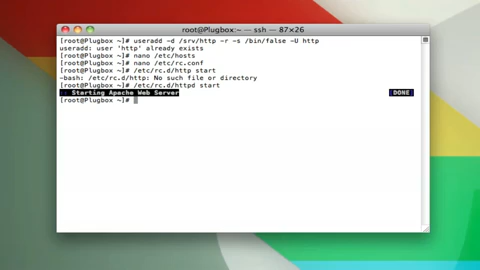 root@Plugbox:~ — ssh — 87×26
[root@Plugbox ~]# useradd -d /srv/http -r -s /bin/false -U http
useradd: user 'http' already exists
[root@Plugbox ~]# nano /etc/hosts
[root@Plugbox ~]# nano /etc/rc.conf
[root@Plugbox ~]# /etc/rc.d/http start
-bash: /etc/rc.d/http: No such file or directory
[root@Plugbox ~]# /etc/rc.d/httpd start
:: Starting Apache Web Server DONE
[root@Plugbox ~]#